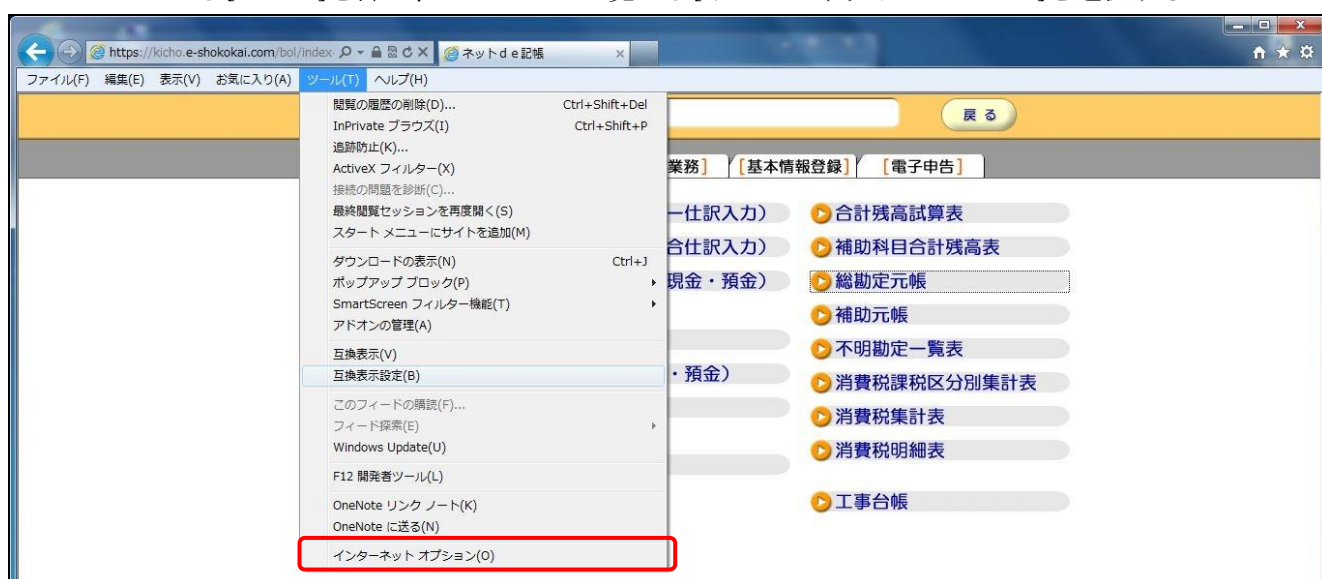 https://kicho.e-shokokai.com/bol/index
ネットde記帳
ファイル(F) 編集(E) 表示(V) お気に入り(A) ツール(T) ヘルプ(H)
閲覧の履歴の削除(D)... Ctrl+Shift+Del
InPrivate ブラウズ(I) Ctrl+Shift+P
追跡防止(K)...
ActiveX フィルター(X)
接続の問題を診断(C)...
最終閲覧セッションを再度開く(S)
スタート メニューにサイトを追加(M)
ダウンロードの表示(N) Ctrl+J
ポップアップ ブロック(P)
SmartScreen フィルター機能(T)
アドオンの管理(A)
互換表示(V)
互換表示設定(B)
このフィードの購読(F)...
フィード探索(E)
Windows Update(U)
F12 開発者ツール(L)
OneNote リンク ノート(K)
OneNote に送る(N)
インターネット オプション(O)
戻る
業務] [基本情報登録] [電子申告]
ー仕訳入力)
合仕訳入力)
現金・預金)
・預金)
合計残高試算表
補助科目合計残高表
総勘定元帳
補助元帳
不明勘定一覧表
消費税課税区分別集計表
消費税集計表
消費税明細表
工事台帳